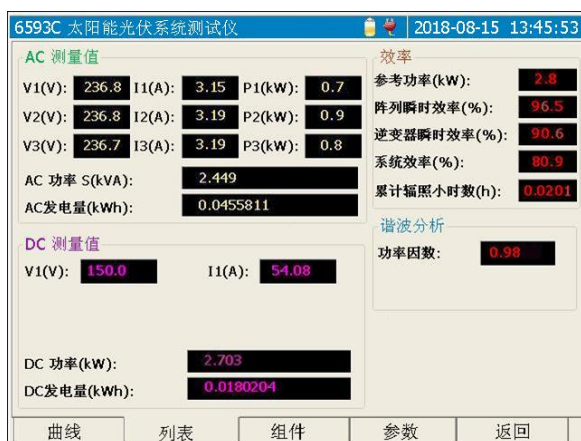 6593C 太阳能光伏系统测试仪 2018-08-15 13:45:53
AC 测量值
V1(V): 236.8 I1(A): 3.15 P1(kW): 0.7
V2(V): 236.8 I2(A): 3.19 P2(kW): 0.9
V3(V): 236.7 I3(A): 3.19 P3(kW): 0.8
AC 功率 S(kVA): 2.449
AC发电量(kWh): 0.0455811
DC 测量值
V1(V): 150.0 I1(A): 54.08
DC 功率(kW): 2.703
DC发电量(kWh): 0.0180204
效率
参考功率(kW): 2.8
阵列瞬时效率(%): 96.5
逆变器瞬时效率(%): 90.6
系统效率(%): 80.9
累计辐照小时数(h): 0.0201
谐波分析
功率因数: 0.98
曲线 列表 组件 参数 返回